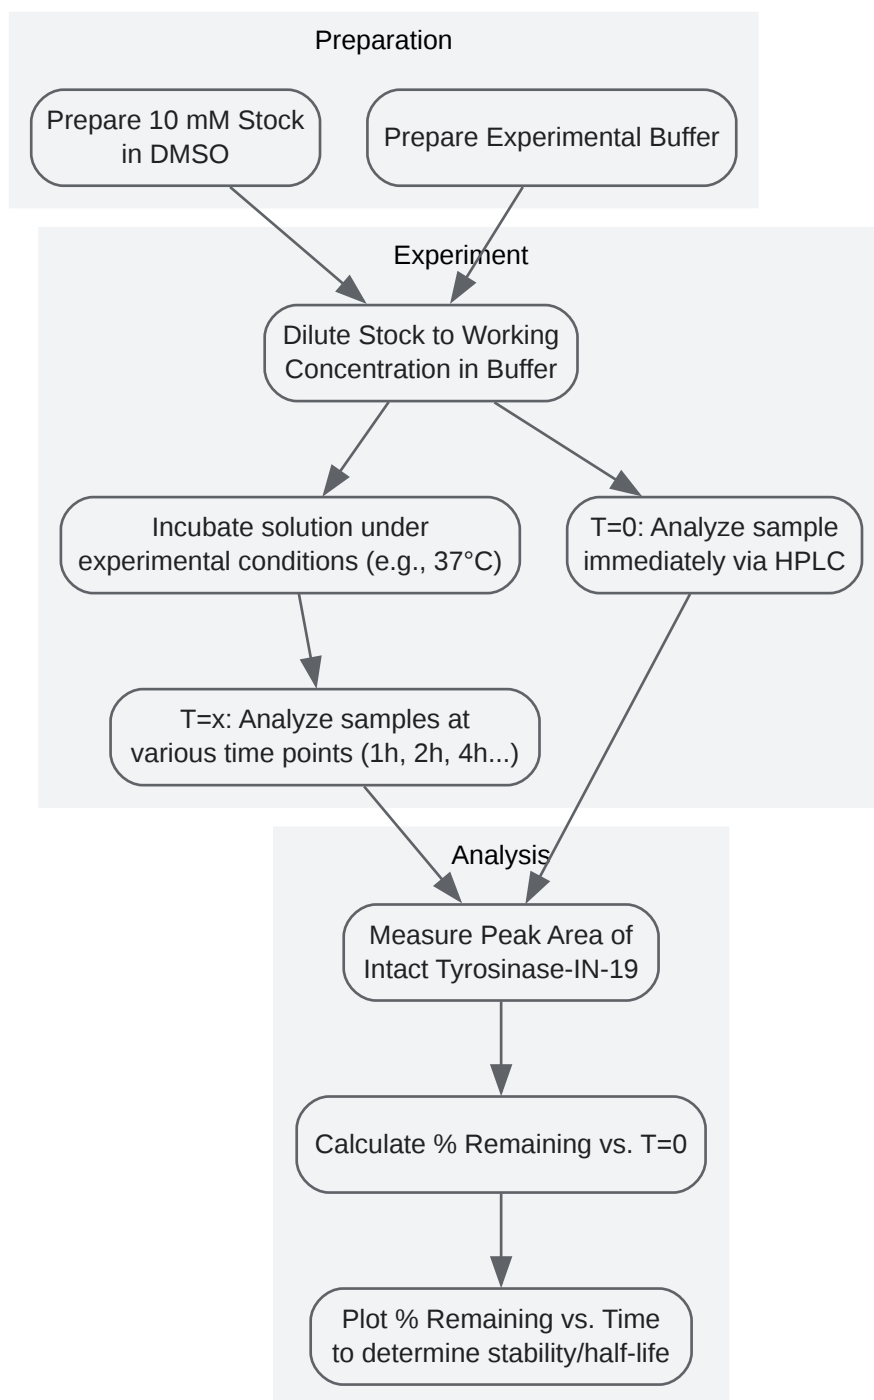 Preparation
Prepare 10 mM Stock
in DMSO
Prepare Experimental Buffer
Experiment
Dilute Stock to Working
Concentration in Buffer
Incubate solution under
experimental conditions (e.g., 37°C)
T=0: Analyze sample
immediately via HPLC
T=x: Analyze samples at
various time points (1h, 2h, 4h...)
Analysis
Measure Peak Area of
Intact Tyrosinase-IN-19
Calculate % Remaining vs. T=0
Plot % Remaining vs. Time
to determine stability/half-life